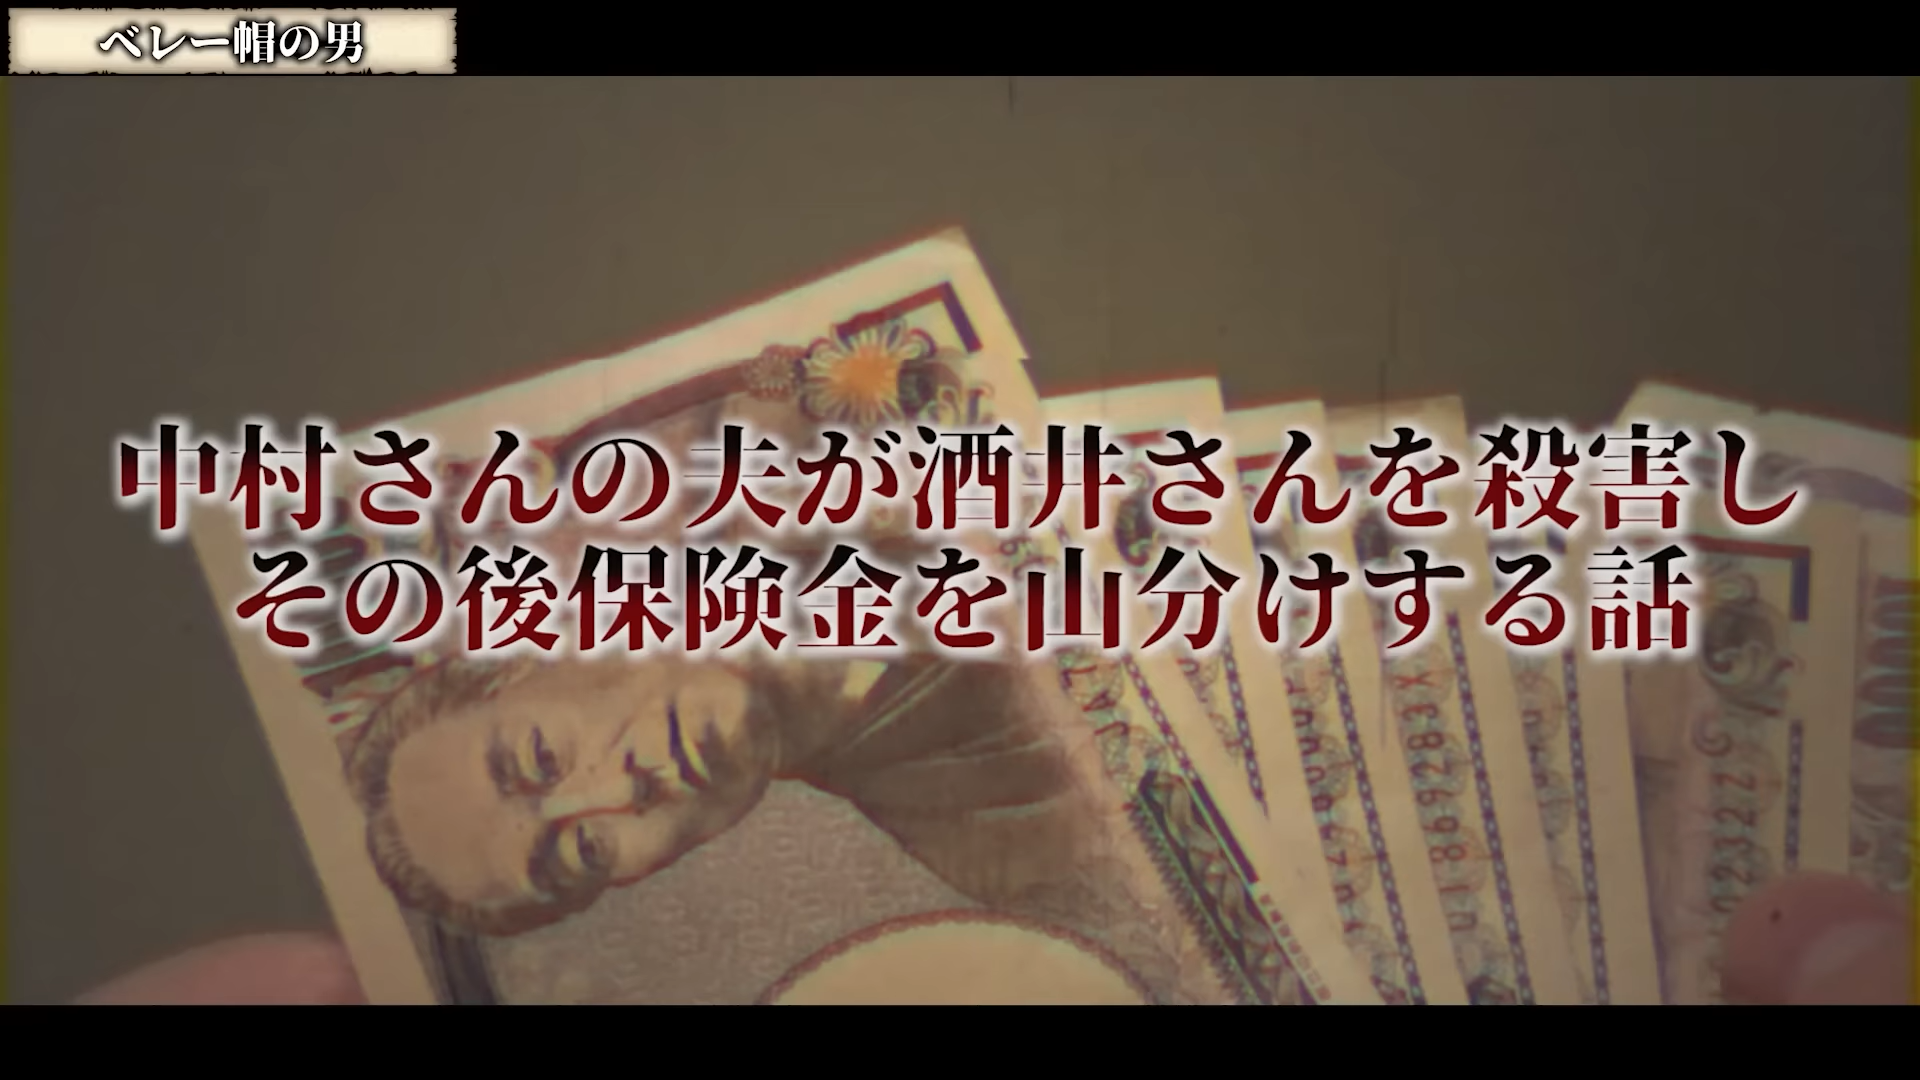 ベレー帽の男
中村さんの夫が酒井さんを殺害し
その後保険金を山分けする話